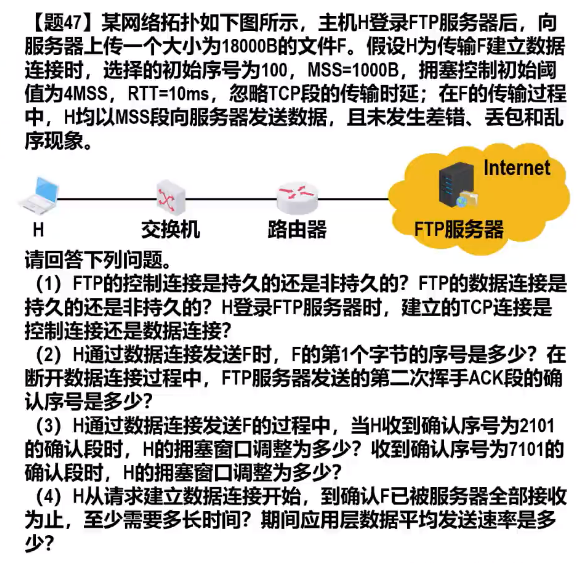 【题47】某网络拓扑如下图所示，主机H登录FTP服务器后，向
服务器上传一个大小为18000B的文件F。假设H为传输F建立数据
连接时，选择的初始序号为100，MSS=1000B，拥塞控制初始阈
值为4MSS，RTT=10ms，忽略TCP段的传输时延；在F的传输过程
中，H均以MSS段向服务器发送数据，且未发生差错、丢包和乱
序现象。
Internet
H
交换机
路由器
FTP服务器
请回答下列问题。
（1）FTP的控制连接是持久的还是非持久的？FTP的数据连接是
持久的还是非持久的？H登录FTP服务器时，建立的TCP连接是
控制连接还是数据连接？
（2）H通过数据连接发送F时，F的第1个字节的序号是多少？在
断开数据连接过程中，FTP服务器发送的第二次挥手ACK段的确
认序号是多少？
（3）H通过数据连接发送F的过程中，当H收到确认序号为2101
的确认段时，H的拥塞窗口调整为多少？收到确认序号为7101的
确认段时，H的拥塞窗口调整为多少？
（4）H从请求建立数据连接开始，到确认F已被服务器全部接收
为止，至少需要多长时间？期间应用层数据平均发送速率是多
少？